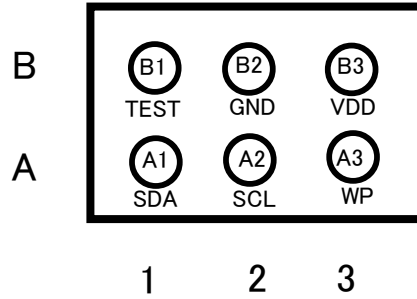 B B1 B2 B3
TEST GND VDD
A A1 A2 A3
SDA SCL WP
1 2 3